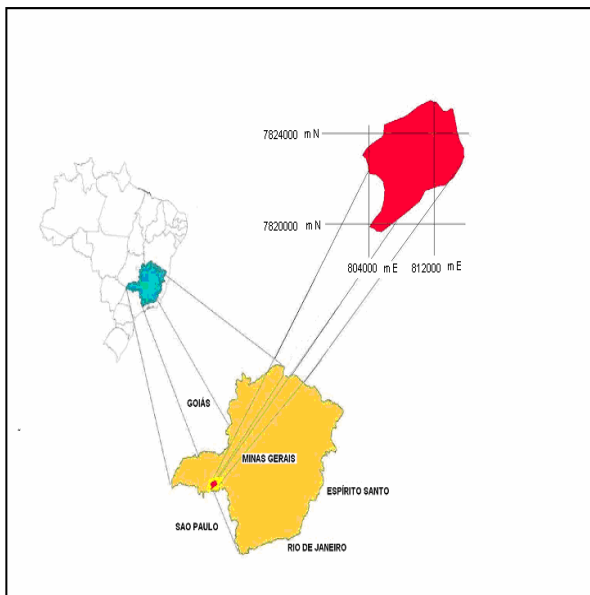 7824000 m N
7820000 m N
804000 m E
812000 m E
GOIÁS
MINAS GERAIS
ESPÍRITO SANTO
SAO PAULO
RIO DE JANEIRO